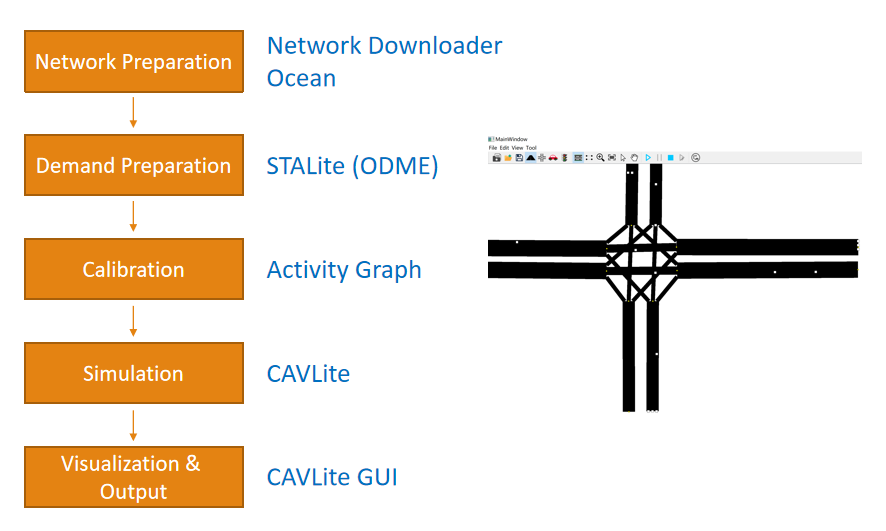 Network Preparation
Network Downloader
Ocean
Demand Preparation
STALite (ODME)
Calibration
Activity Graph
Simulation
CAVLite
Visualization &
Output
CAVLite GUI
MainWindow
File Edit View Tool